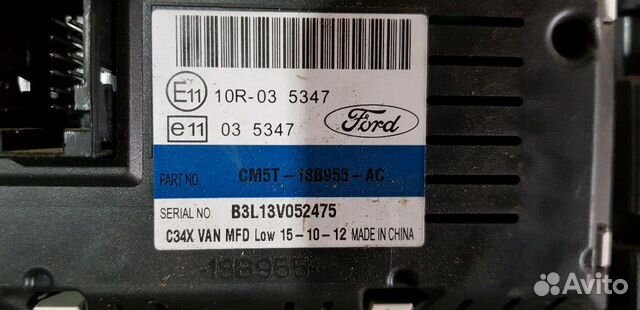 E11 10R-03 5347
e11 03 5347
Ford
PART NO CM5T-18B955-AC
SERIAL NO: B3L13V052475
C34X VAN MFD Low 15-10-12 MADE IN CHINA
18B955
Avito